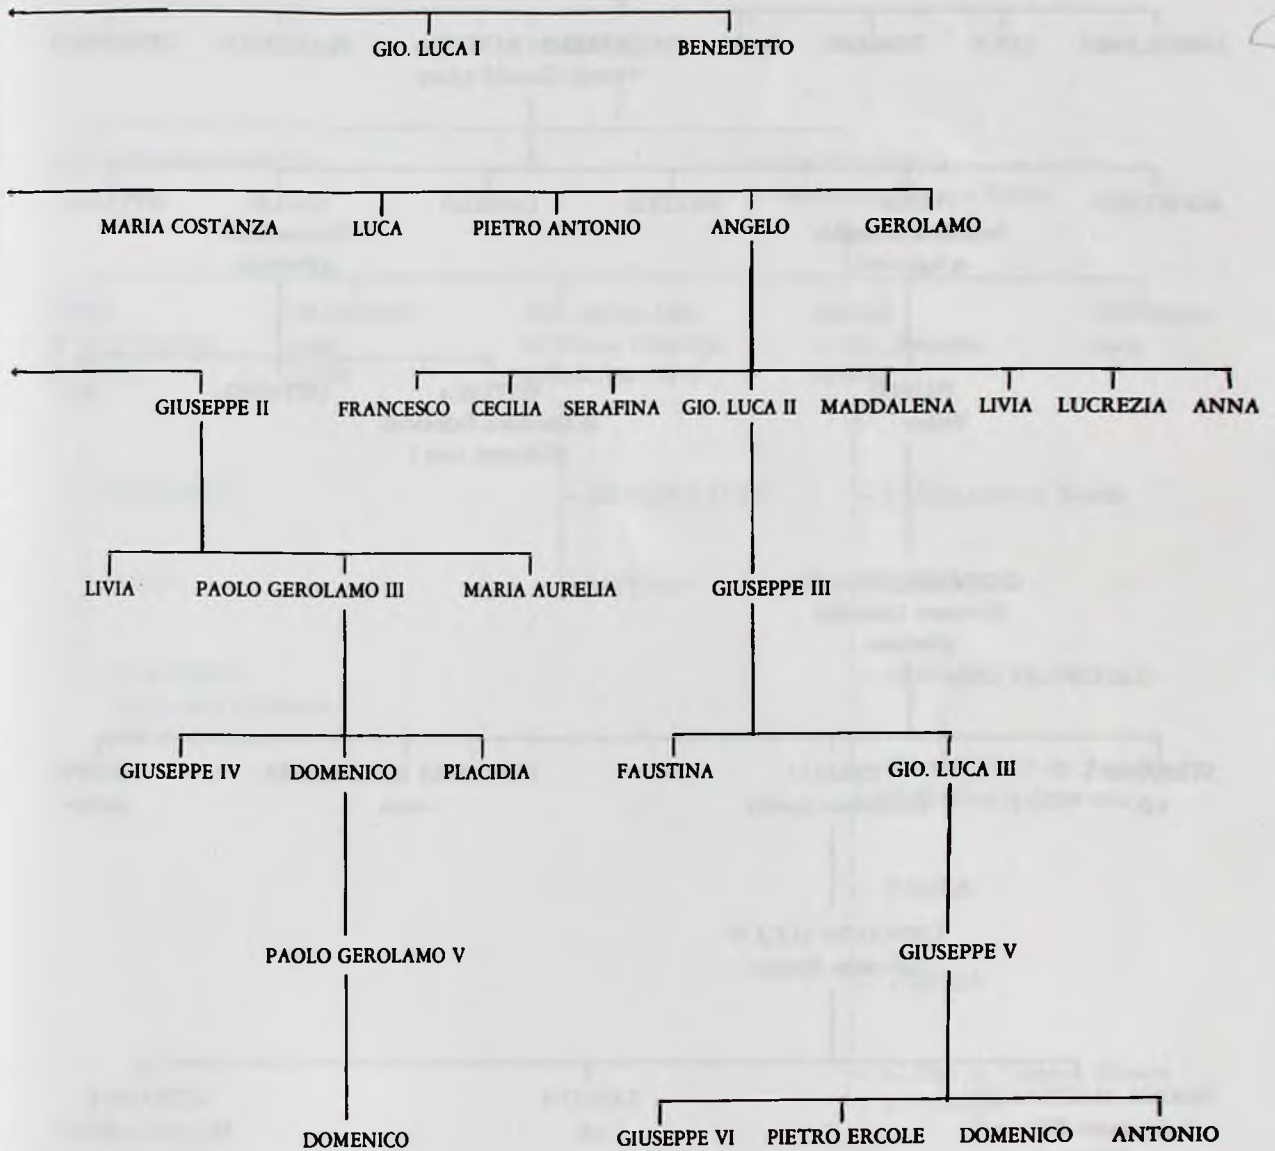 GIO. LUCA I BENEDETTO
MARIA COSTANZA LUCA PIETRO ANTONIO ANGELO GEROLAMO
GIUSEPPE II FRANCESCO CECILIA SERAFINA GIO. LUCA II MADDALENA LIVIA LUCREZIA ANNA
LIVIA PAOLO GEROLAMO III MARIA AURELIA GIUSEPPE III
GIUSEPPE IV DOMENICO PLACIDIA FAUSTINA GIO. LUCA III
PAOLO GEROLAMO V GIUSEPPE V
DOMENICO GIUSEPPE VI PIETRO ERCOLE DOMENICO ANTONIO